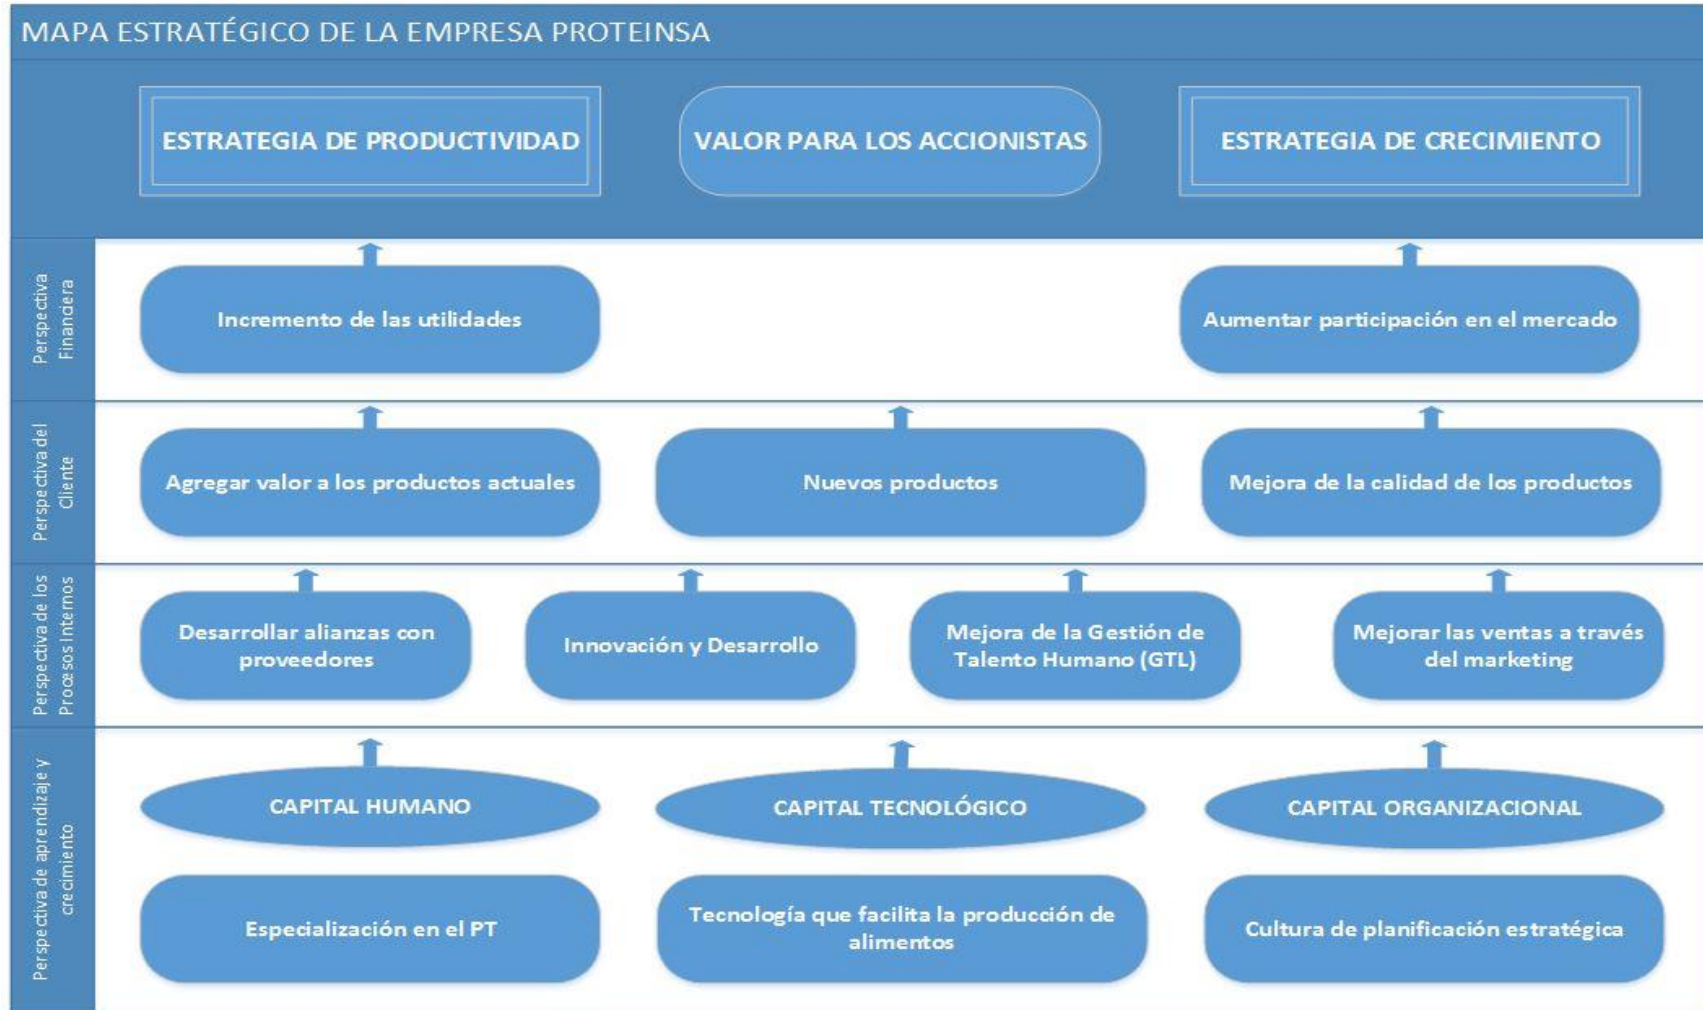 MAPA ESTRATÉGICO DE LA EMPRESA PROTEINSA
ESTRATEGIA DE PRODUCTIVIDAD
VALOR PARA LOS ACCIONISTAS
ESTRATEGIA DE CRECIMIENTO
Perspectiva
Financiera
Incremento de las utilidades
Aumentar participación en el mercado
Perspectiva del
Cliente
Agregar valor a los productos actuales
Nuevos productos
Mejora de la calidad de los productos
Perspectiva de los
Procesos Internos
Desarrollar alianzas con
proveedores
Innovación y Desarrollo
Mejora de la Gestión de
Talento Humano (GTL)
Mejorar las ventas a través
del marketing
Perspectiva de aprendizaje y
crecimiento
CAPITAL HUMANO
CAPITAL TECNOLÓGICO
CAPITAL ORGANIZACIONAL
Especialización en el PT
Tecnología que facilita la producción de
alimentos
Cultura de planificación estratégica